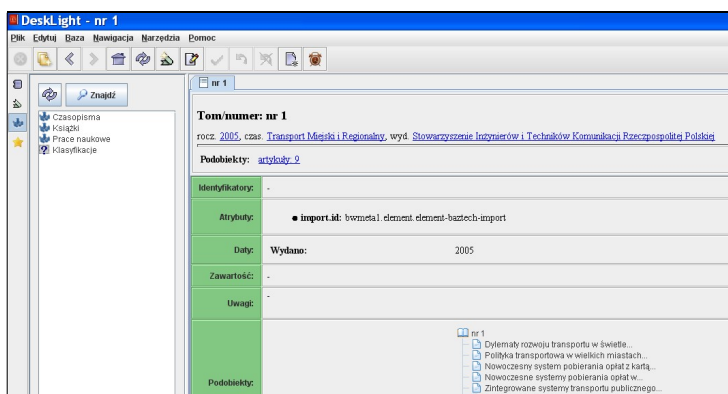 DeskLight - nr 1
Plik Edytuj Baza Nawigacja Narzędzia Pomoc
Znajdź
Czasopisma
Książki
Prace naukowe
Klasyfikacje
nr 1
Tom/numer: nr 1
rocz. 2005, czas. Transport Miejski i Regionalny, wyd. Stowarzyszenie Inżynierów i Techników Komunikacji Rzeczpospolitej Polskiej
Podobiekty: artykuły: 9
Identyfikatory: -
Atrybuty: ● import.id: bwmeta1.element.element-baztech-import
Daty: Wydano: 2005
Zawartość: -
Uwagi: -
Podobiekty:
nr 1
Dylematy rozwoju transportu w świetle...
Polityka transportowa w wielkich miastach...
Nowoczesny system pobierania opłat z kartą...
Nowoczesne systemy pobierania opłat w...
Zintegrowane systemy transportu publicznego...